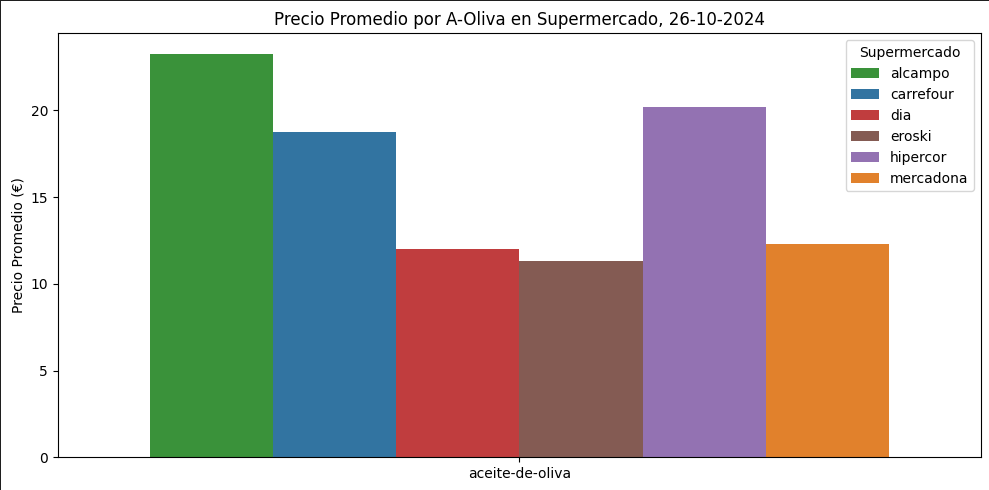 Precio Promedio por A-Oliva en Supermercado, 26-10-2024
Supermercado
alcampo
carrefour
dia
eroski
hipercor
mercadona
Precio Promedio (€)
20
15
10
5
0
aceite-de-oliva